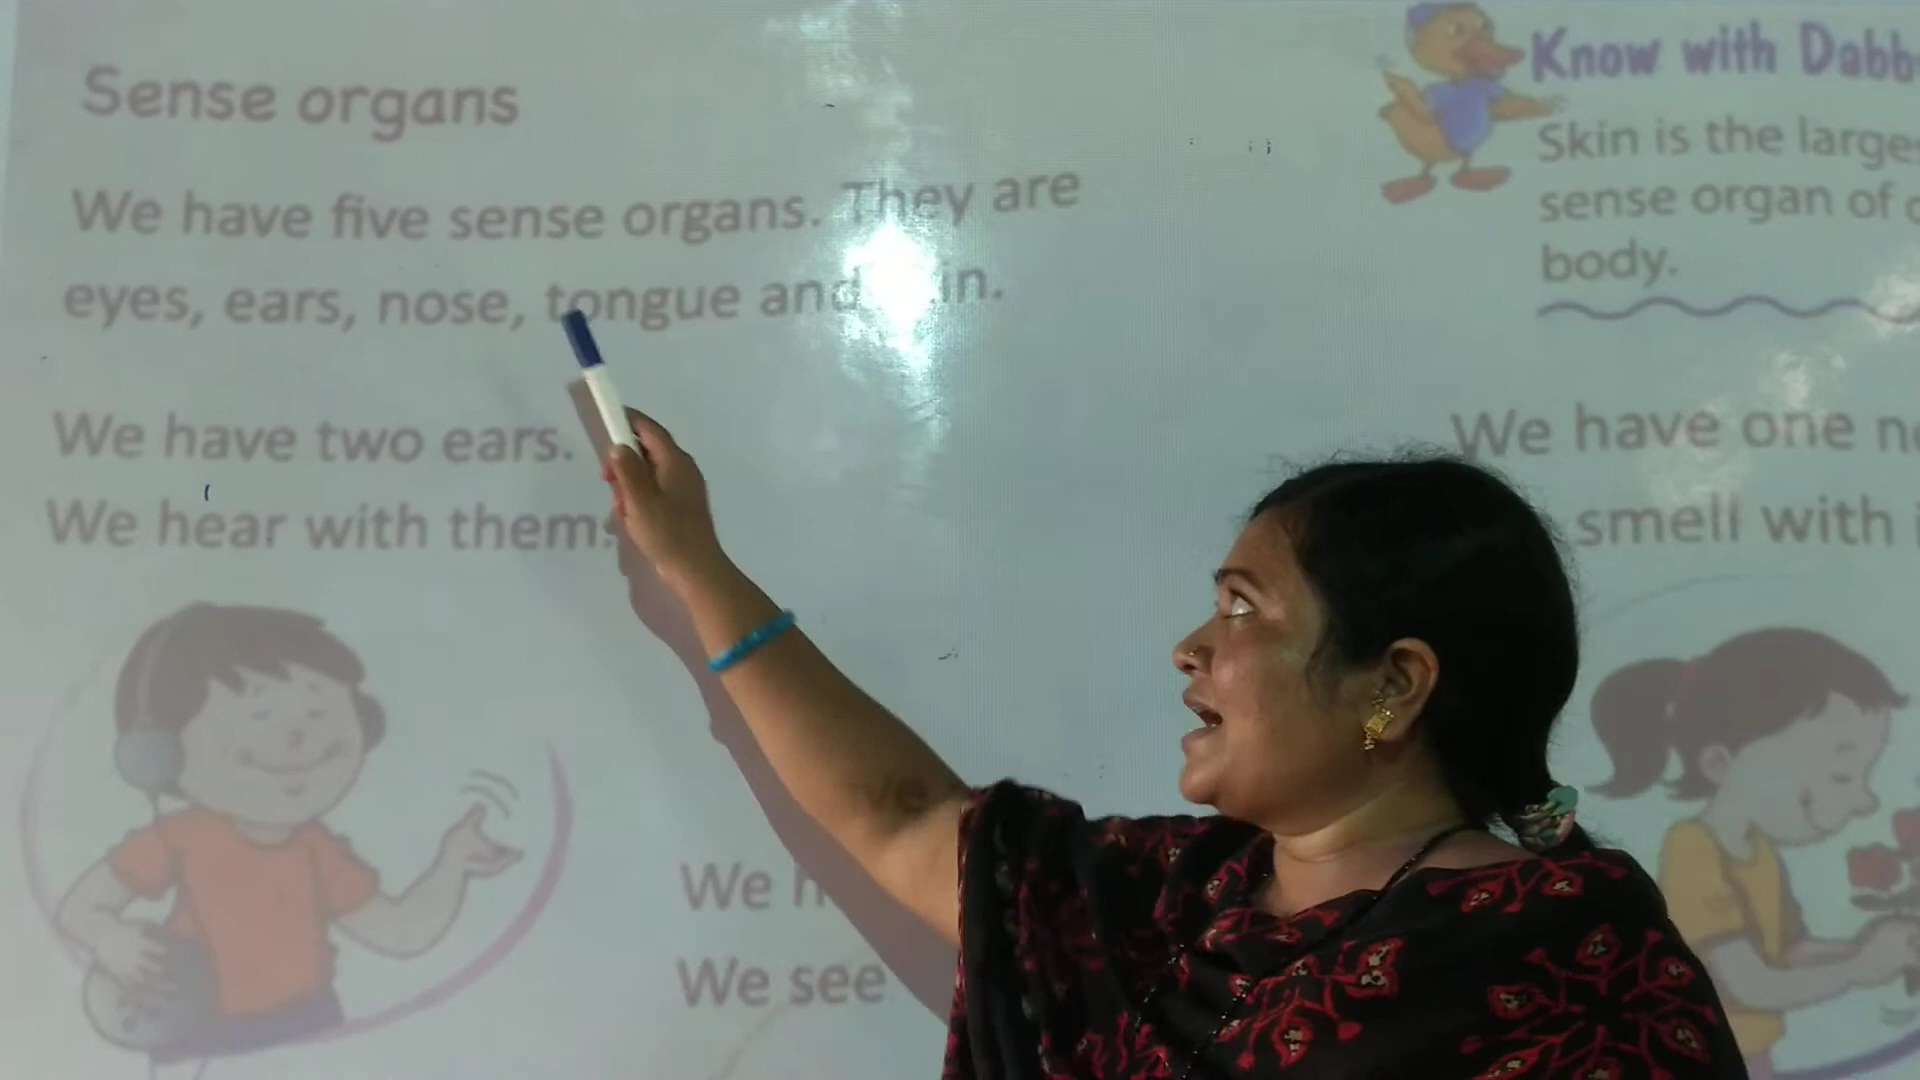 Sense organs
We have five sense organs. They are
eyes, ears, nose, tongue and
We have two ears.
We hear with them.
We
We see
Know with
Skin is the
sense organ of
body.
We have one
smell with